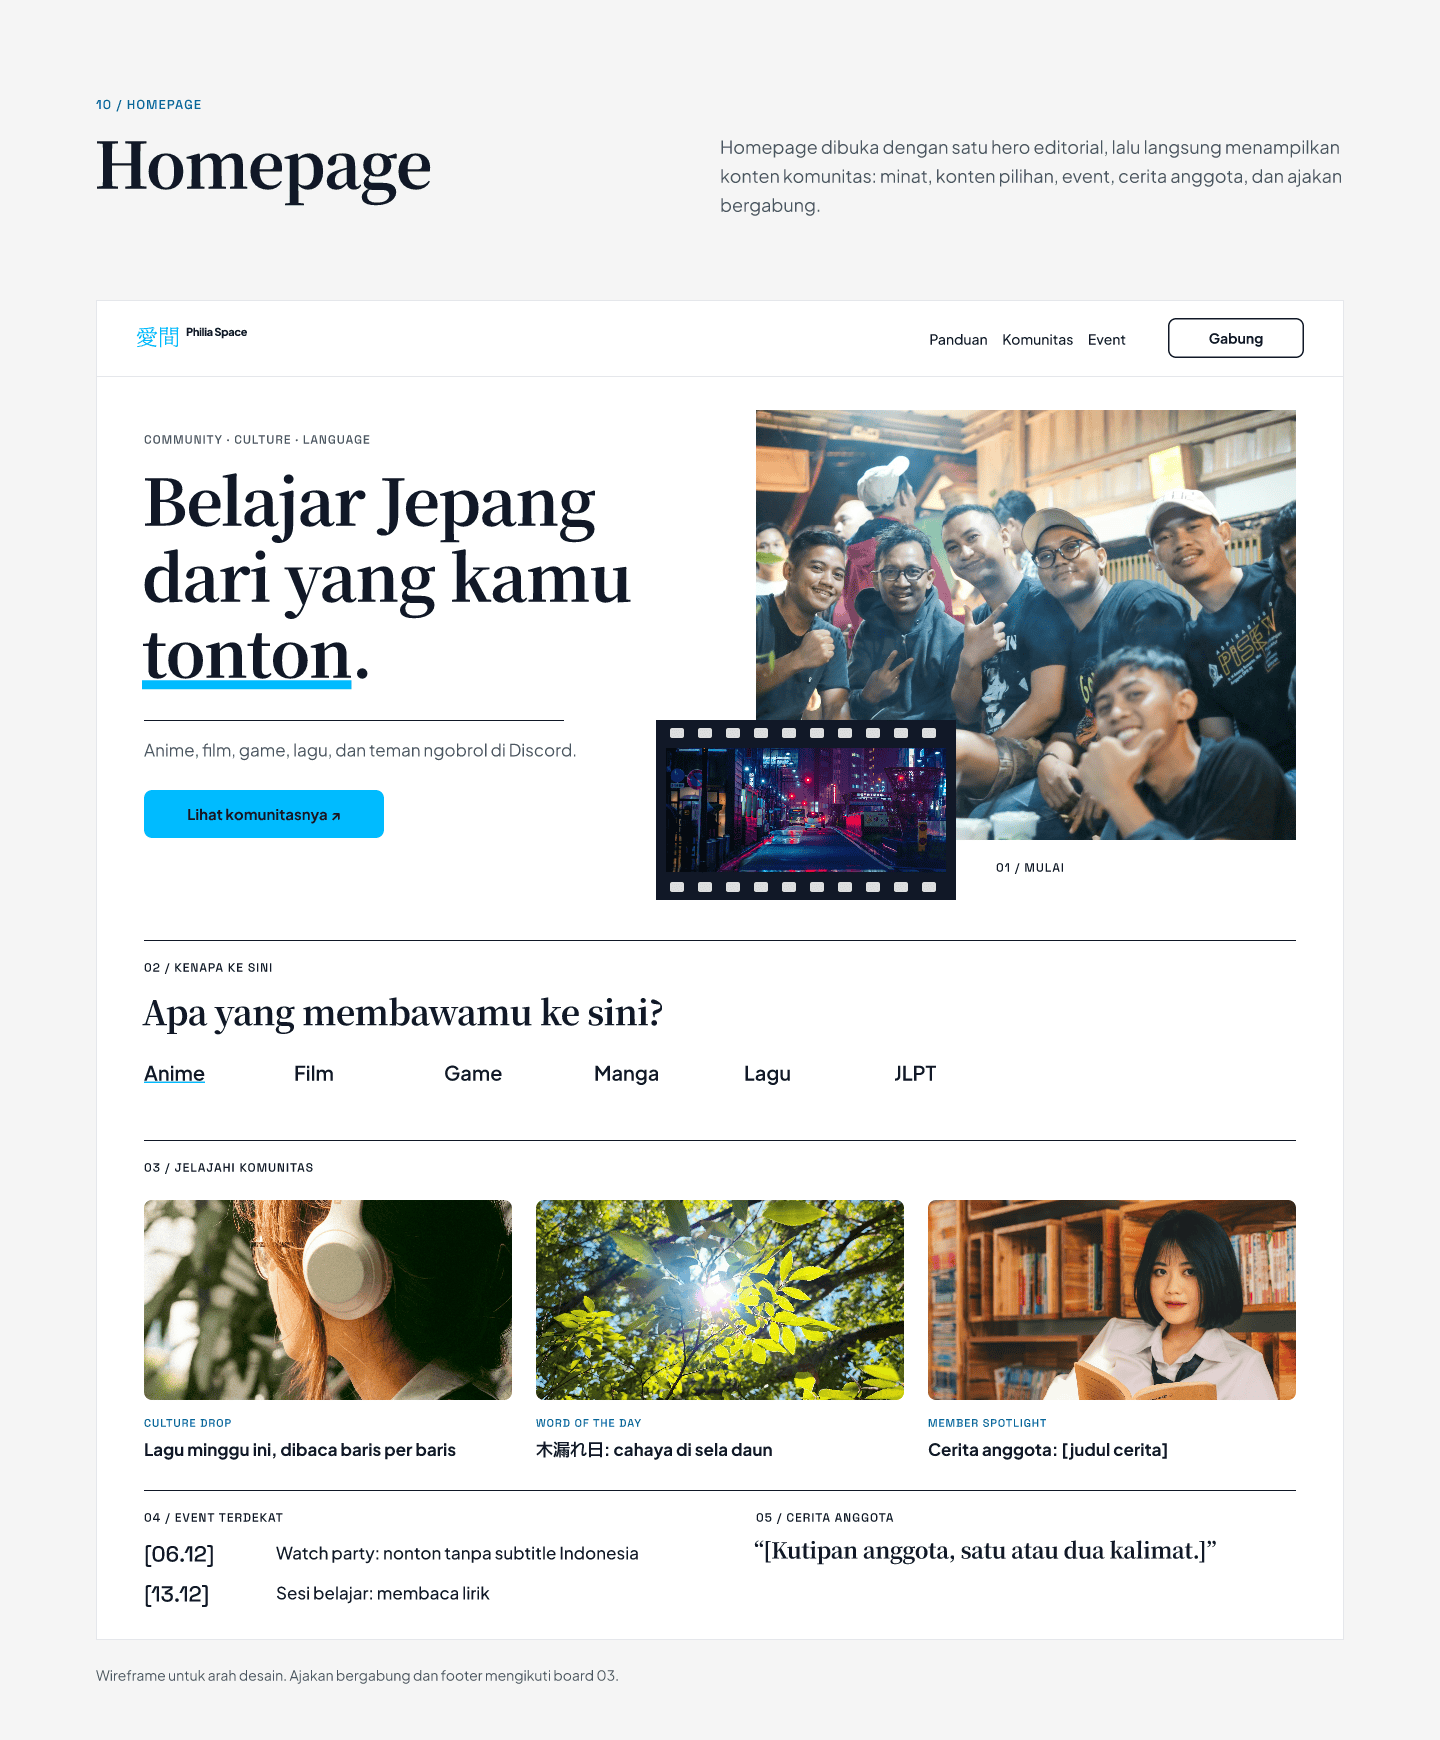 10 / HOMEPAGE
Homepage
Homepage dibuka dengan satu hero editorial, lalu langsung menampilkan
konten komunitas: minat, konten pilihan, event, cerita anggota, dan ajakan
bergabung.
愛間 Philia Space
Panduan Komunitas Event Gabung
COMMUNITY · CULTURE · LANGUAGE
Belajar Jepang
dari yang kamu
tonton.
Anime, film, game, lagu, dan teman ngobrol di Discord.
Lihat komunitasnya ↗
01 / MULAI
02 / KENAPA KE SINI
Apa yang membawamu ke sini?
Anime Film Game Manga Lagu JLPT
03 / JELAJAHI KOMUNITAS
CULTURE DROP
Lagu minggu ini, dibaca baris per baris
WORD OF THE DAY
木漏れ日: cahaya di sela daun
MEMBER SPOTLIGHT
Cerita anggota: [judul cerita]
04 / EVENT TERDEKAT
[06.12] Watch party: nonton tanpa subtitle Indonesia
[13.12] Sesi belajar: membaca lirik
05 / CERITA ANGGOTA
“[Kutipan anggota, satu atau dua kalimat.]”
Wireframe untuk arah desain. Ajakan bergabung dan footer mengikuti board 03.